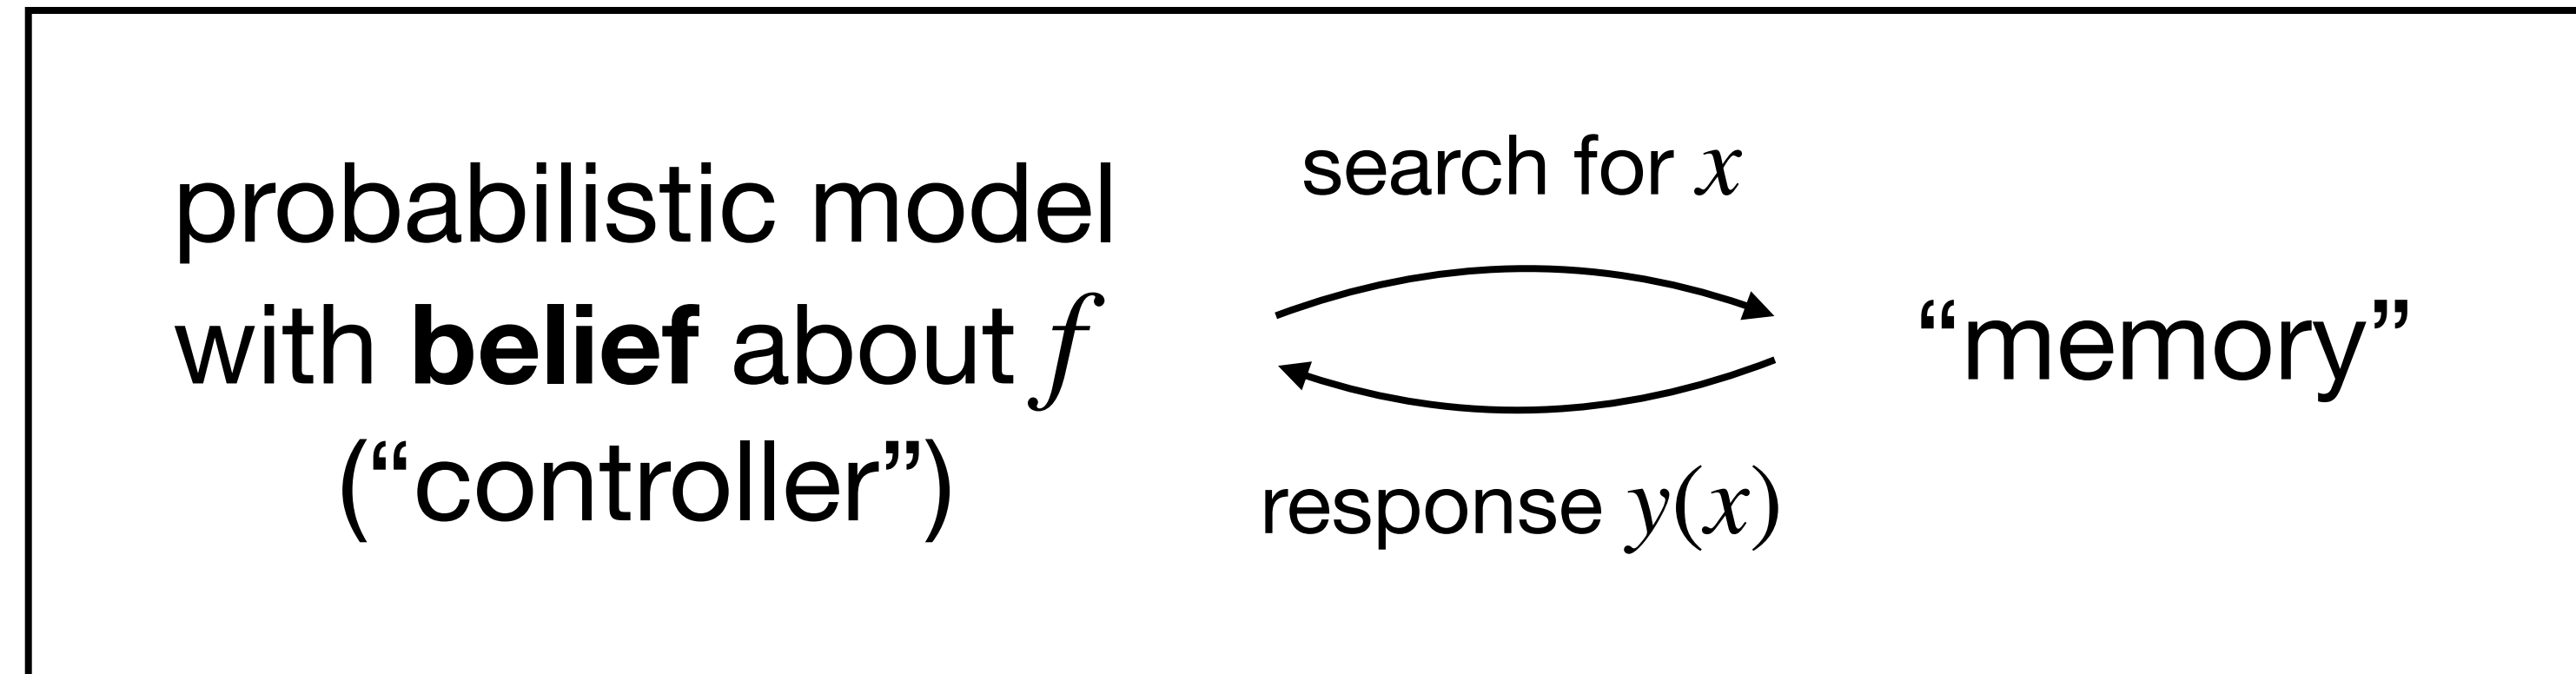 probabilistic model
with belief about f
(“controller”)
search for x
response y(x)
“memory”